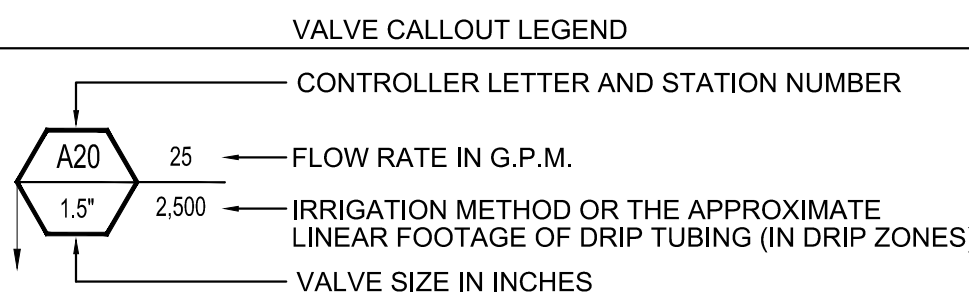 VALVE CALLOUT LEGEND
CONTROLLER LETTER AND STATION NUMBER
A20 25 FLOW RATE IN G.P.M.
1.5" 2,500 IRRIGATION METHOD OR THE APPROXIMATE
LINEAR FOOTAGE OF DRIP TUBING (IN DRIP ZONES)
VALVE SIZE IN INCHES